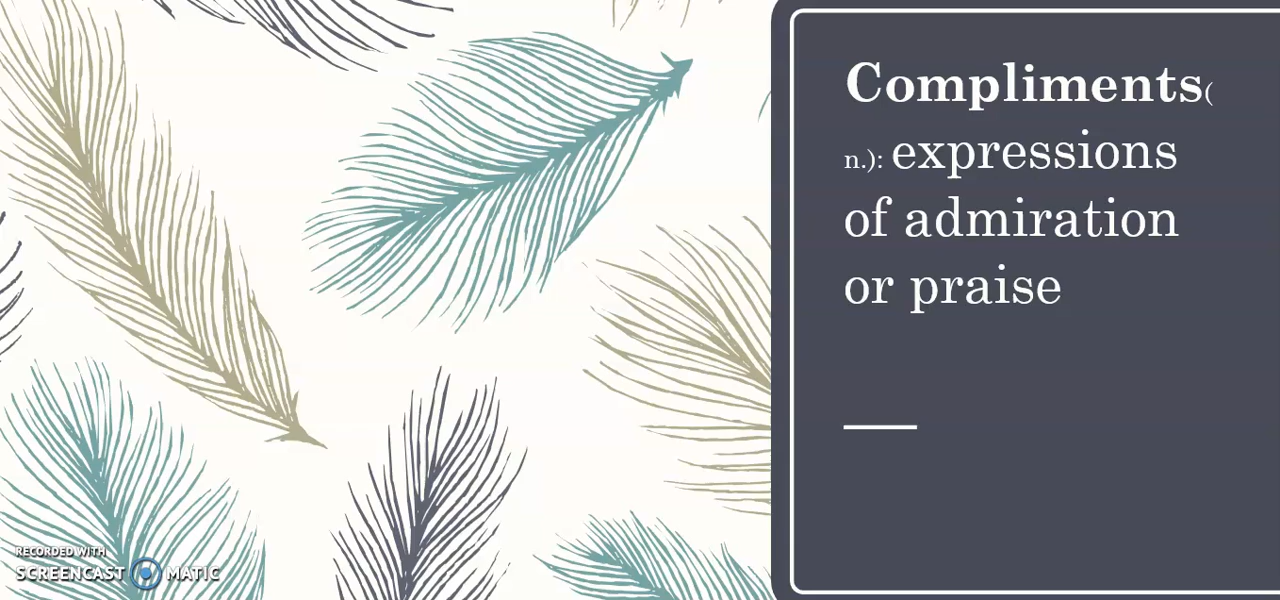 Compliments(
n.): expressions
of admiration
or praise
RECORDED WITH
SCREENCAST MATIC